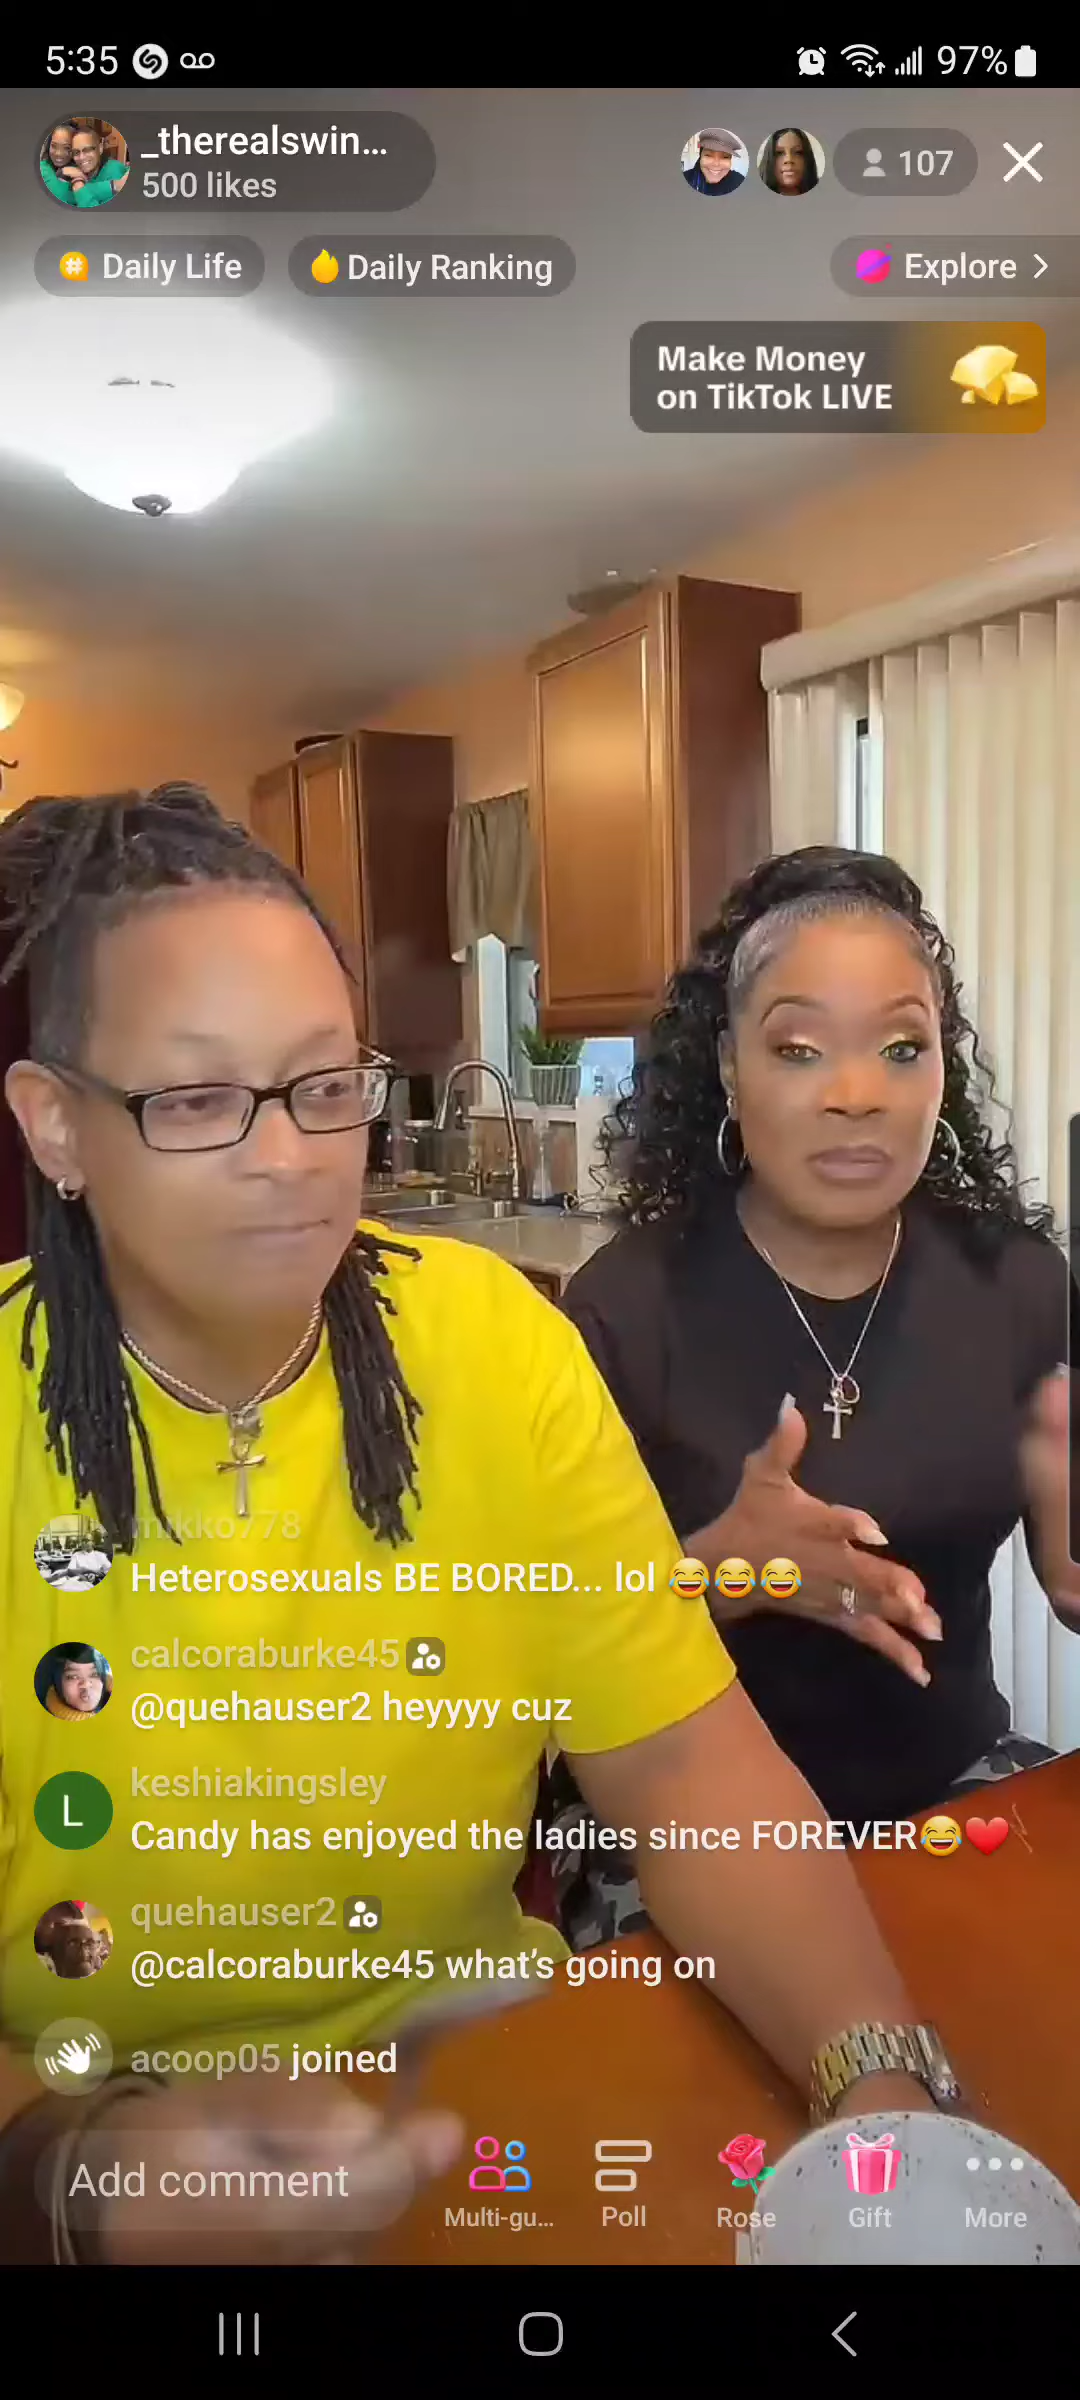 5:35 97%
_therealswin...
500 likes
107
Daily Life
Daily Ranking
Explore
Make Money
on TikTok LIVE
mikko778
Heterosexuals BE BORED... lol 😂😂😂
calcoraburke45
@quehauser2 heyyyy cuz
L
keshiakingsley
Candy has enjoyed the ladies since FOREVER😂❤️
quehauser2
@calcoraburke45 what's going on
acoop05 joined
Add comment
Multi-gu...
Poll
Rose
Gift
More